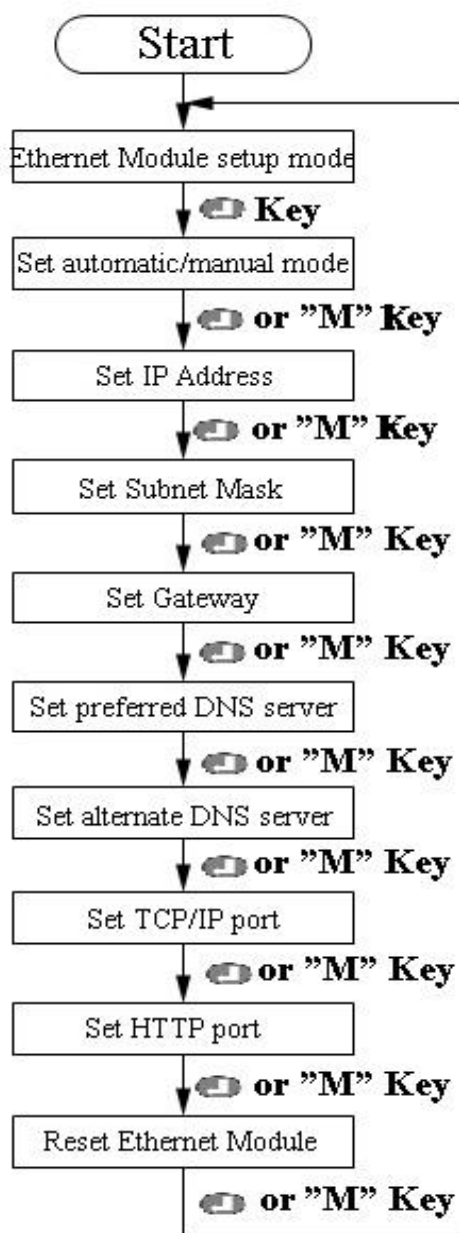 Start
Ethernet Module setup mode
Key
Set automatic/manual mode
or ”M” Key
Set IP Address
or ”M” Key
Set Subnet Mask
or ”M” Key
Set Gateway
or ”M” Key
Set preferred DNS server
or ”M” Key
Set alternate DNS server
or ”M” Key
Set TCP/IP port
or ”M” Key
Set HTTP port
or ”M” Key
Reset Ethernet Module
or ”M” Key